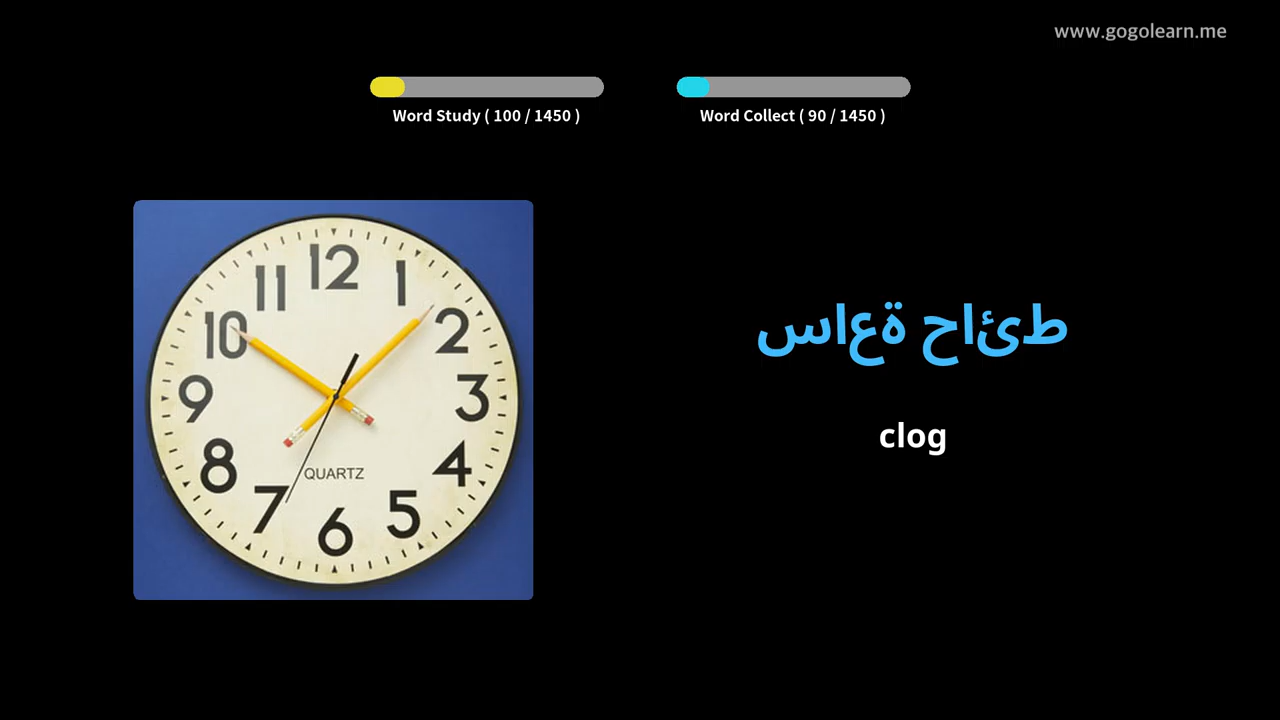 www.gogolearn.me
Word Study ( 100 / 1450 )
Word Collect ( 90 / 1450 )
ساعة حائط
clog
12
1
2
3
4
5
6
7
8
9
10
11
QUARTZ